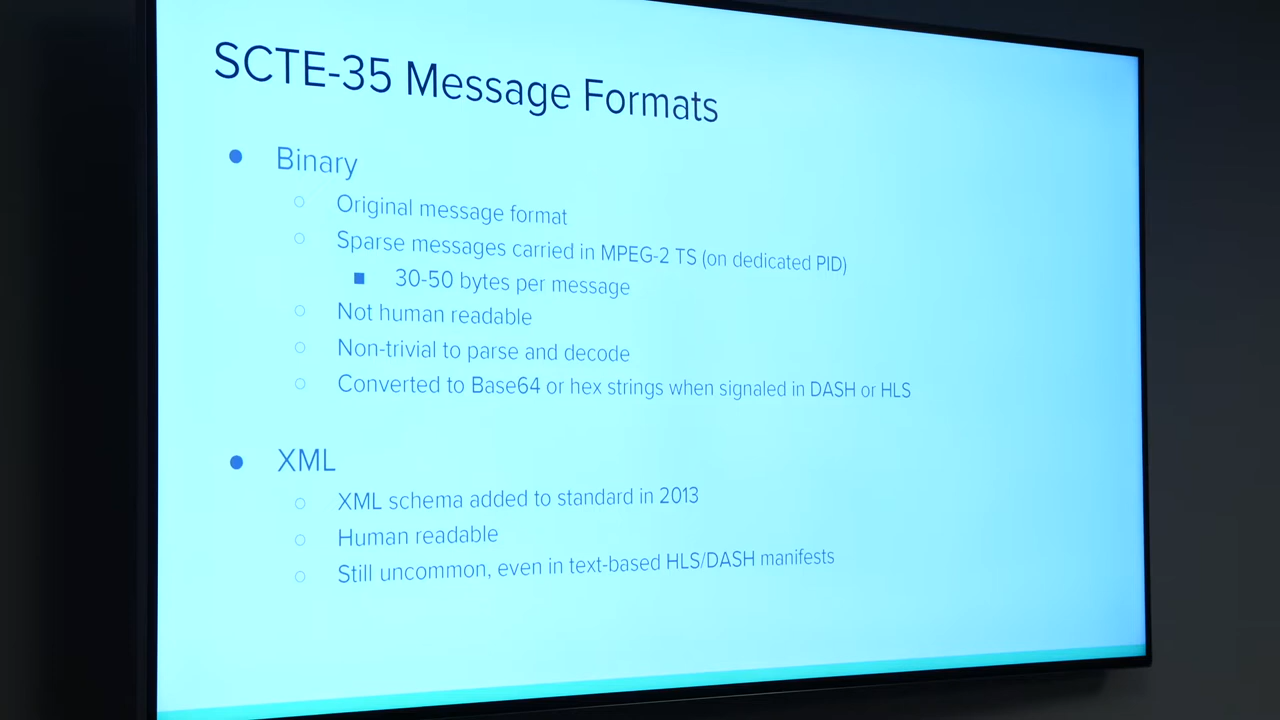 SCTE-35 Message Formats
Binary
Original message format
Sparse messages carried in MPEG-2 TS (on dedicated PID)
30-50 bytes per message
Not human readable
Non-trivial to parse and decode
Converted to Base64 or hex strings when signaled in DASH or HLS
XML
XML schema added to standard in 2013
Human readable
Still uncommon, even in text-based HLS/DASH manifests